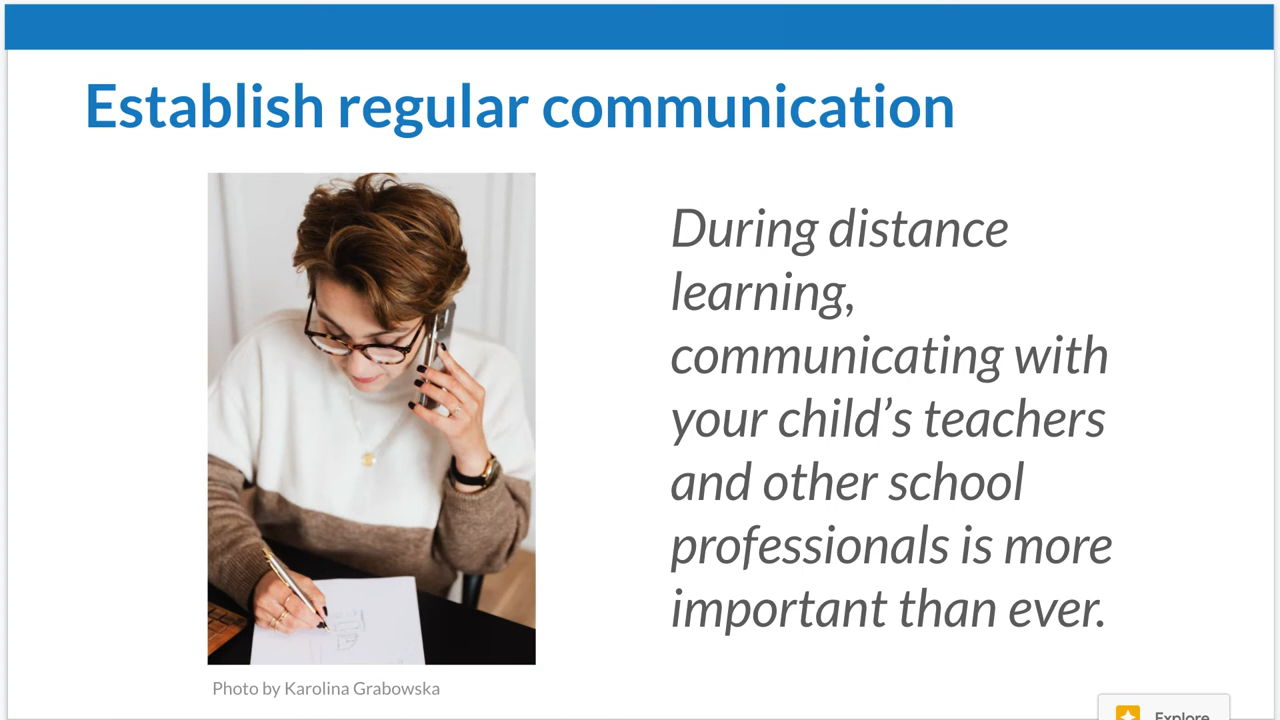 Establish regular communication
During distance
learning,
communicating with
your child’s teachers
and other school
professionals is more
important than ever.
Photo by Karolina Grabowska
Explore